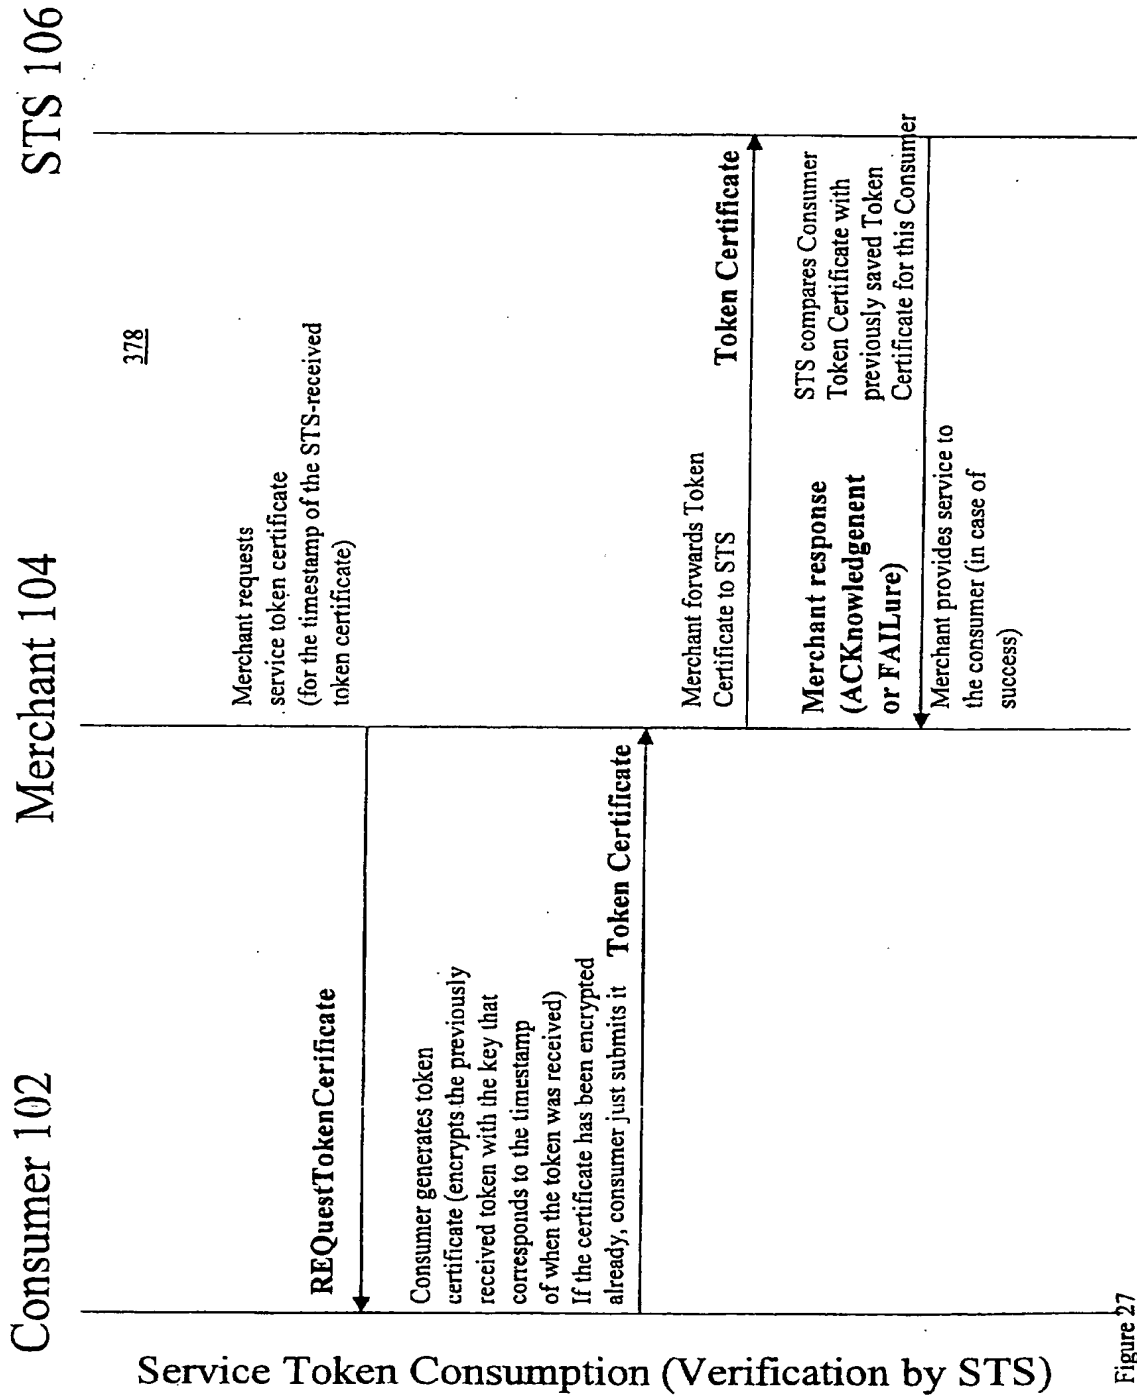 Service Token Consumption (Verification by STS)
Consumer 102
Merchant 104
STS 106
378
Merchant requests
service token certificate
(for the timestamp of the STS-received
token certificate)
REQuestTokenCerificate
Consumer generates token
certificate (encrypts the previously
received token with the key that
corresponds to the timestamp
of when the token was received)
If the certificate has been encrypted
already, consumer just submits it
Token Certificate
Merchant forwards Token
Certificate to STS
Token Certificate
STS compares Consumer
Token Certificate with
previously saved Token
Certificate for this Consumer
Merchant response
(ACKnowledgenent
or FAILure)
Merchant provides service to
the consumer (in case of
success)
Figure 27